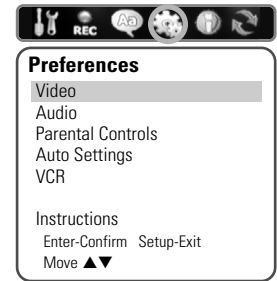 REC
Aa
Preferences
Video
Audio
Parental Controls
Auto Settings
VCR
Instructions
Enter-Confirm Setup-Exit
Move ▲▼